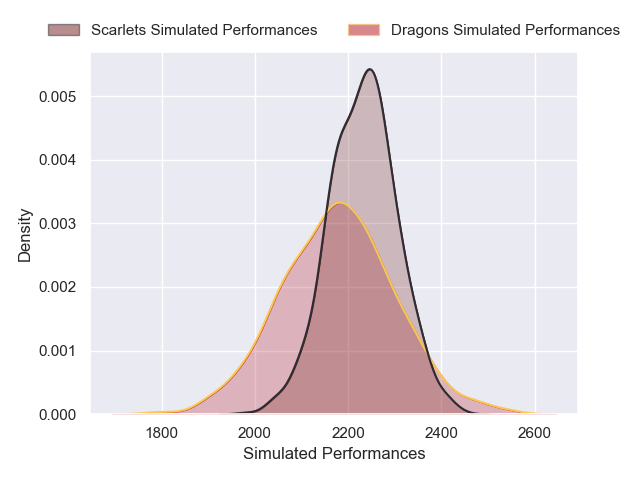 Scarlets Simulated Performances
Dragons Simulated Performances
0.005
0.004
0.003
0.002
0.001
0.000
Density
1800
2000
2200
2400
2600
Simulated Performances